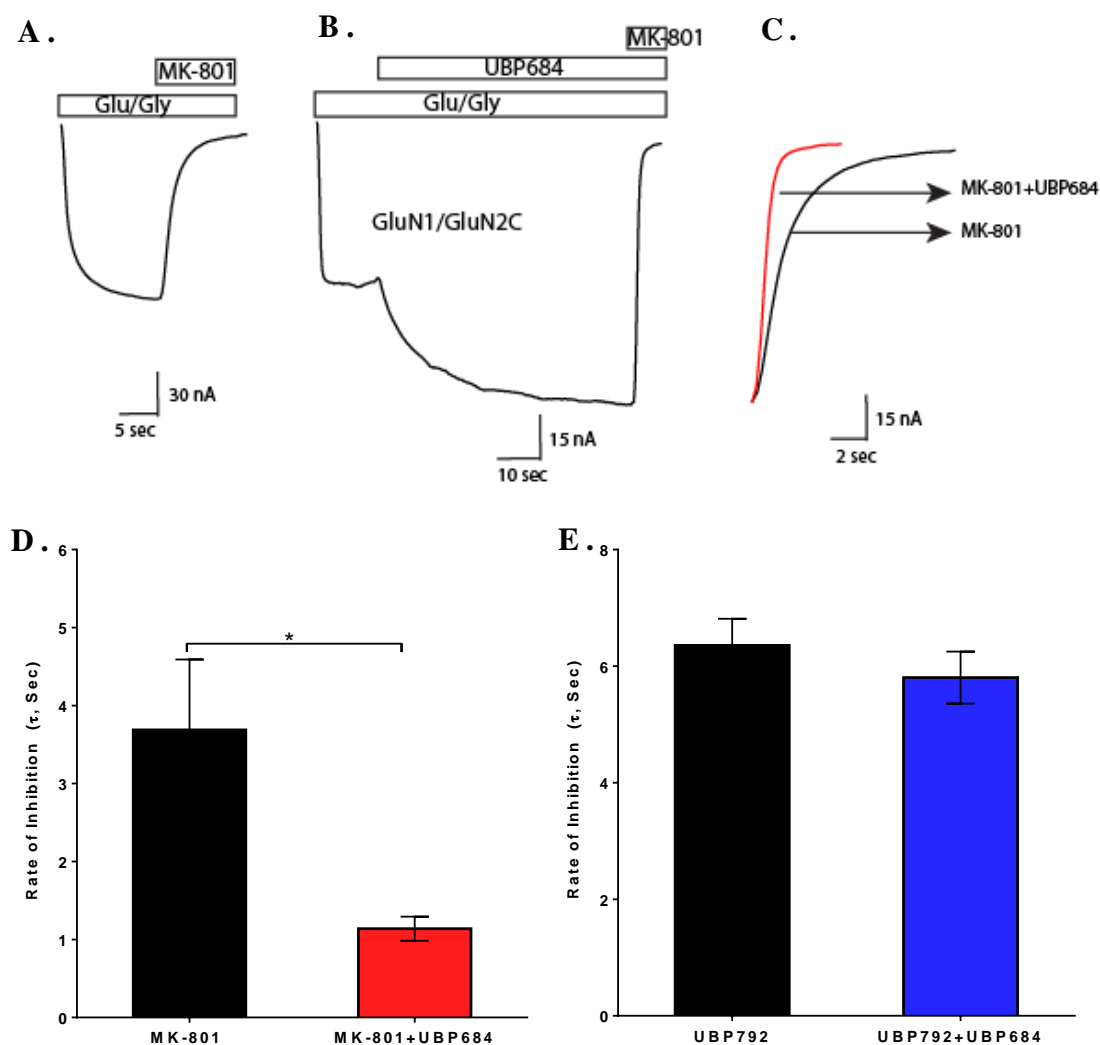 A.
MK-801
Glu/Gly
30 nA
5 sec
B.
MK-801
UBP684
Glu/Gly
GluN1/GluN2C
15 nA
10 sec
C.
MK-801+UBP684
MK-801
15 nA
2 sec
D.
Rate of Inhibition (τ, Sec)
6
5
4
3
2
1
0
*
MK-801
MK-801+UBP684
E.
Rate of Inhibition (τ, Sec)
8
6
4
2
0
UBP792
UBP792+UBP684